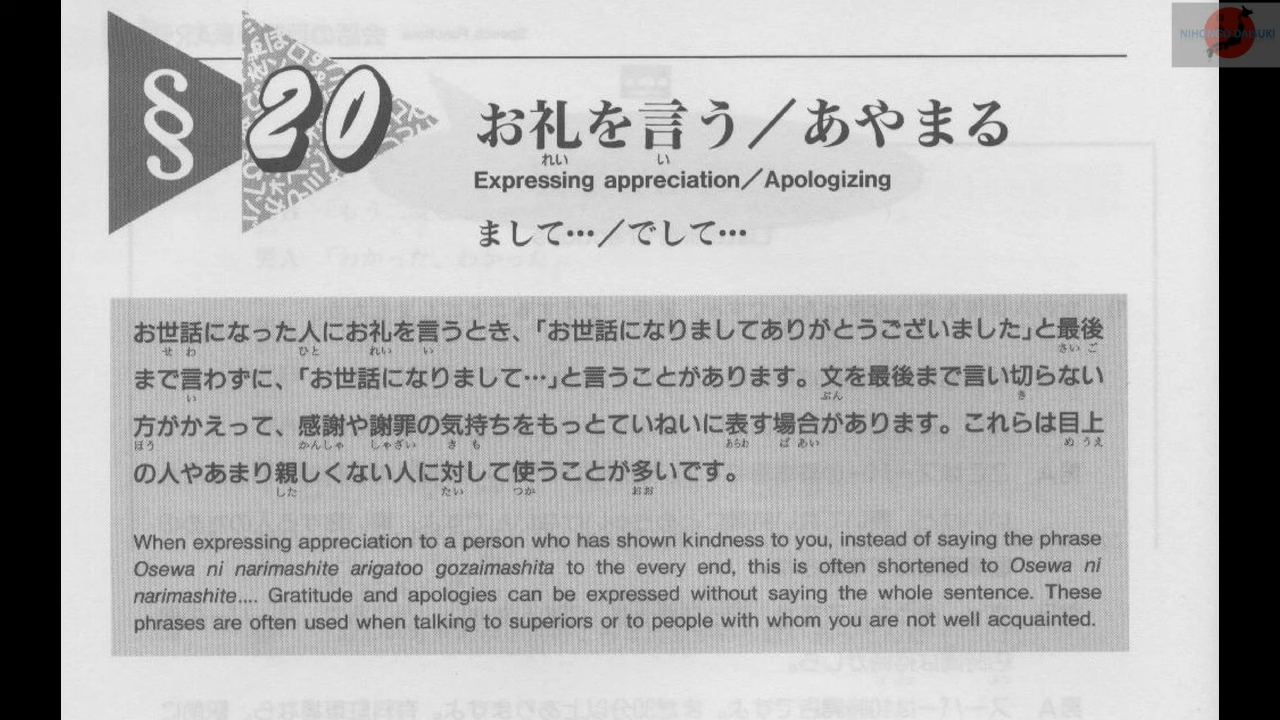 NIHONGO DAISUKI
§20
お礼を言う／あやまる
れい い
Expressing appreciation／Apologizing
まして…／でして…
お世話になった人にお礼を言うとき、「お世話になりましてありがとうございました」と最後
せ わ ひと れい い さい ご
まで言わずに、「お世話になりまして…」と言うことがあります。文を最後まで言い切らない
い ぶん き
方がかえって、感謝や謝罪の気持ちをもっとていねいに表す場合があります。これらは目上
ほう かんしゃ しゃざい き も あらわ ば あい め うえ
の人やあまり親しくない人に対して使うことが多いです。
した たい つか おお
When expressing appreciation to a person who has shown kindness to you, instead of saying the phrase
Osewa ni narimashite arigatoo gozaimashita to the every end, this is often shortened to Osewa ni
narimashite.... Gratitude and apologies can be expressed without saying the whole sentence. These
phrases are often used when talking to superiors or to people with whom you are not well acquainted.